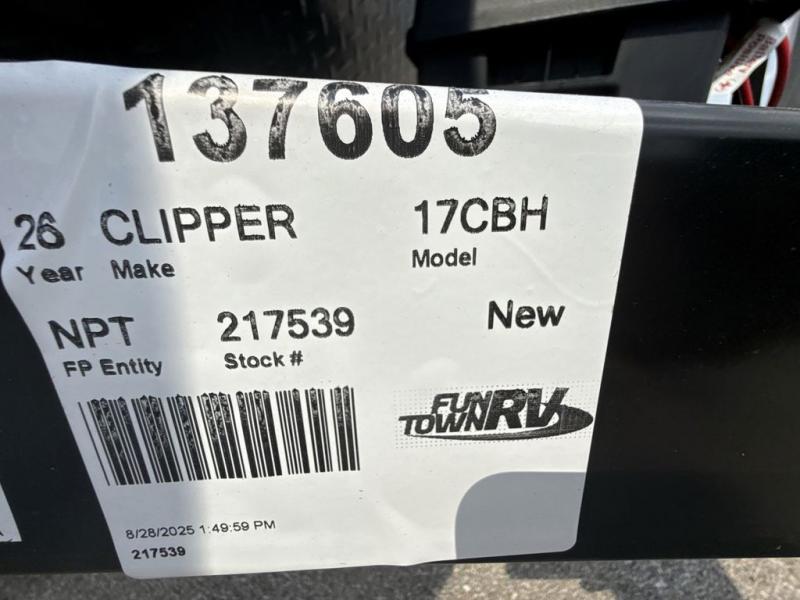 137605
26 CLIPPER 17CBH
Year Make Model
NPT 217539 New
FP Entity Stock #
FUN TOWN RV
8/28/2025 1:49:59 PM
217539